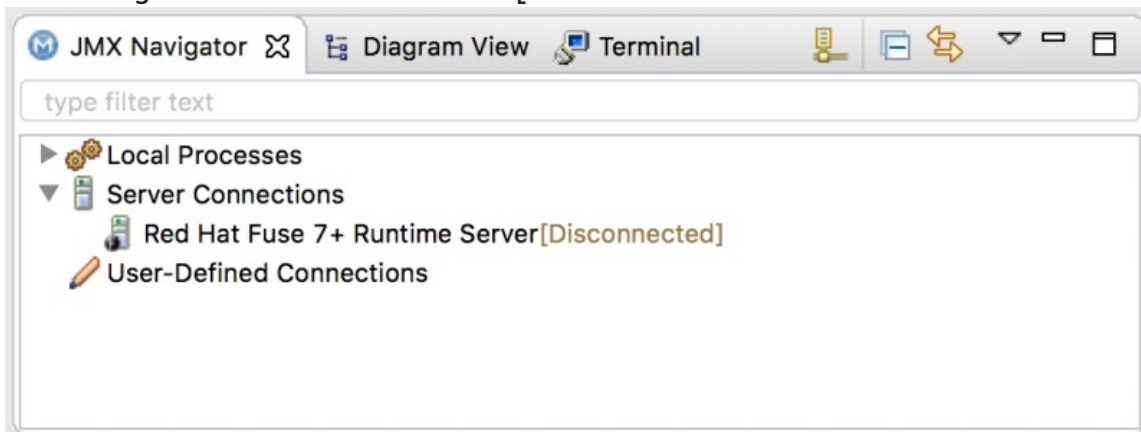 JMX Navigator Diagram View Terminal
type filter text
Local Processes
Server Connections
Red Hat Fuse 7+ Runtime Server[Disconnected]
User-Defined Connections